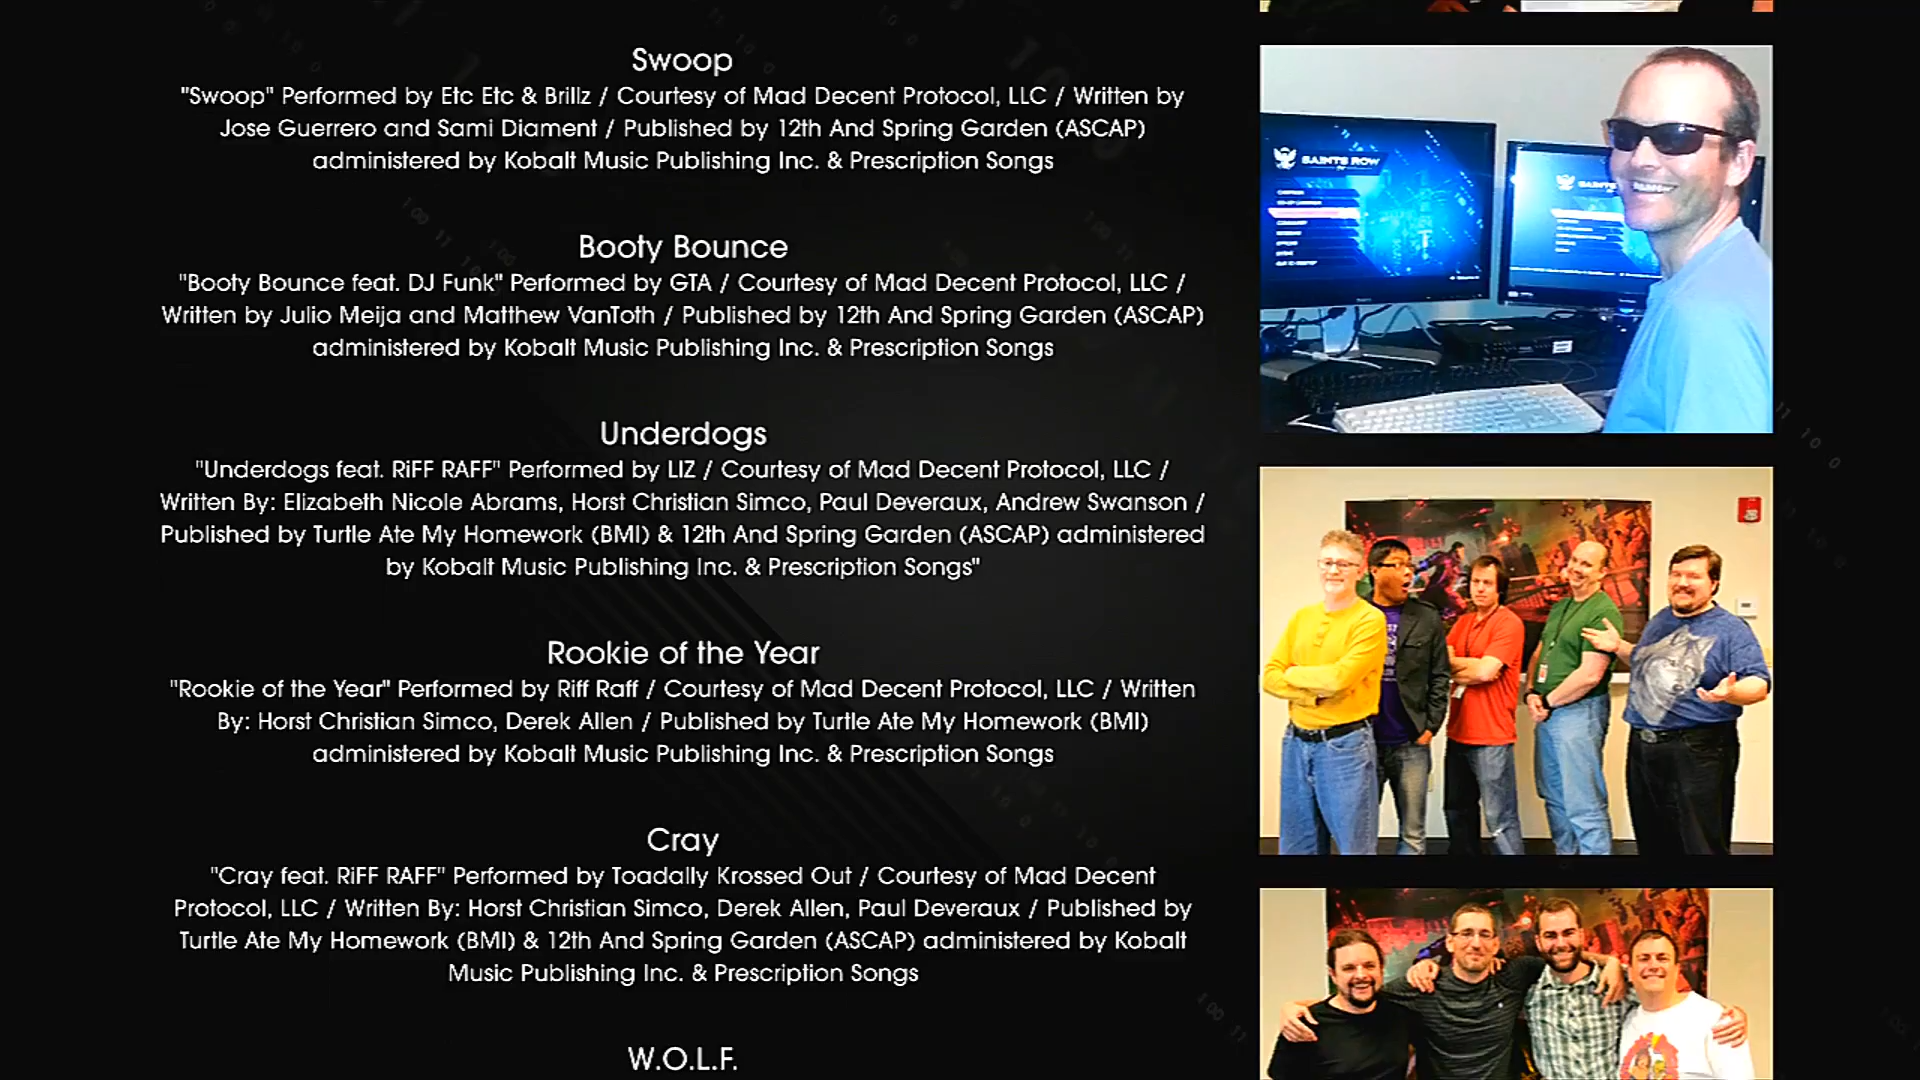 Swoop
"Swoop" Performed by Etc Etc & Brillz / Courtesy of Mad Decent Protocol, LLC / Written by
Jose Guerrero and Sami Diament / Published by 12th And Spring Garden (ASCAP)
administered by Kobalt Music Publishing Inc. & Prescription Songs
Booty Bounce
"Booty Bounce feat. DJ Funk" Performed by GTA / Courtesy of Mad Decent Protocol, LLC /
Written by Julio Meija and Matthew VanToth / Published by 12th And Spring Garden (ASCAP)
administered by Kobalt Music Publishing Inc. & Prescription Songs
Underdogs
"Underdogs feat. RiFF RAFF" Performed by LIZ / Courtesy of Mad Decent Protocol, LLC /
Written By: Elizabeth Nicole Abrams, Horst Christian Simco, Paul Deveraux, Andrew Swanson /
Published by Turtle Ate My Homework (BMI) & 12th And Spring Garden (ASCAP) administered
by Kobalt Music Publishing Inc. & Prescription Songs"
Rookie of the Year
"Rookie of the Year" Performed by Riff Raff / Courtesy of Mad Decent Protocol, LLC / Written
By: Horst Christian Simco, Derek Allen / Published by Turtle Ate My Homework (BMI)
administered by Kobalt Music Publishing Inc. & Prescription Songs
Cray
"Cray feat. RiFF RAFF" Performed by Toadally Krossed Out / Courtesy of Mad Decent
Protocol, LLC / Written By: Horst Christian Simco, Derek Allen, Paul Deveraux / Published by
Turtle Ate My Homework (BMI) & 12th And Spring Garden (ASCAP) administered by Kobalt
Music Publishing Inc. & Prescription Songs
W.O.L.F.
SAINTS ROW
IV
SAINTS